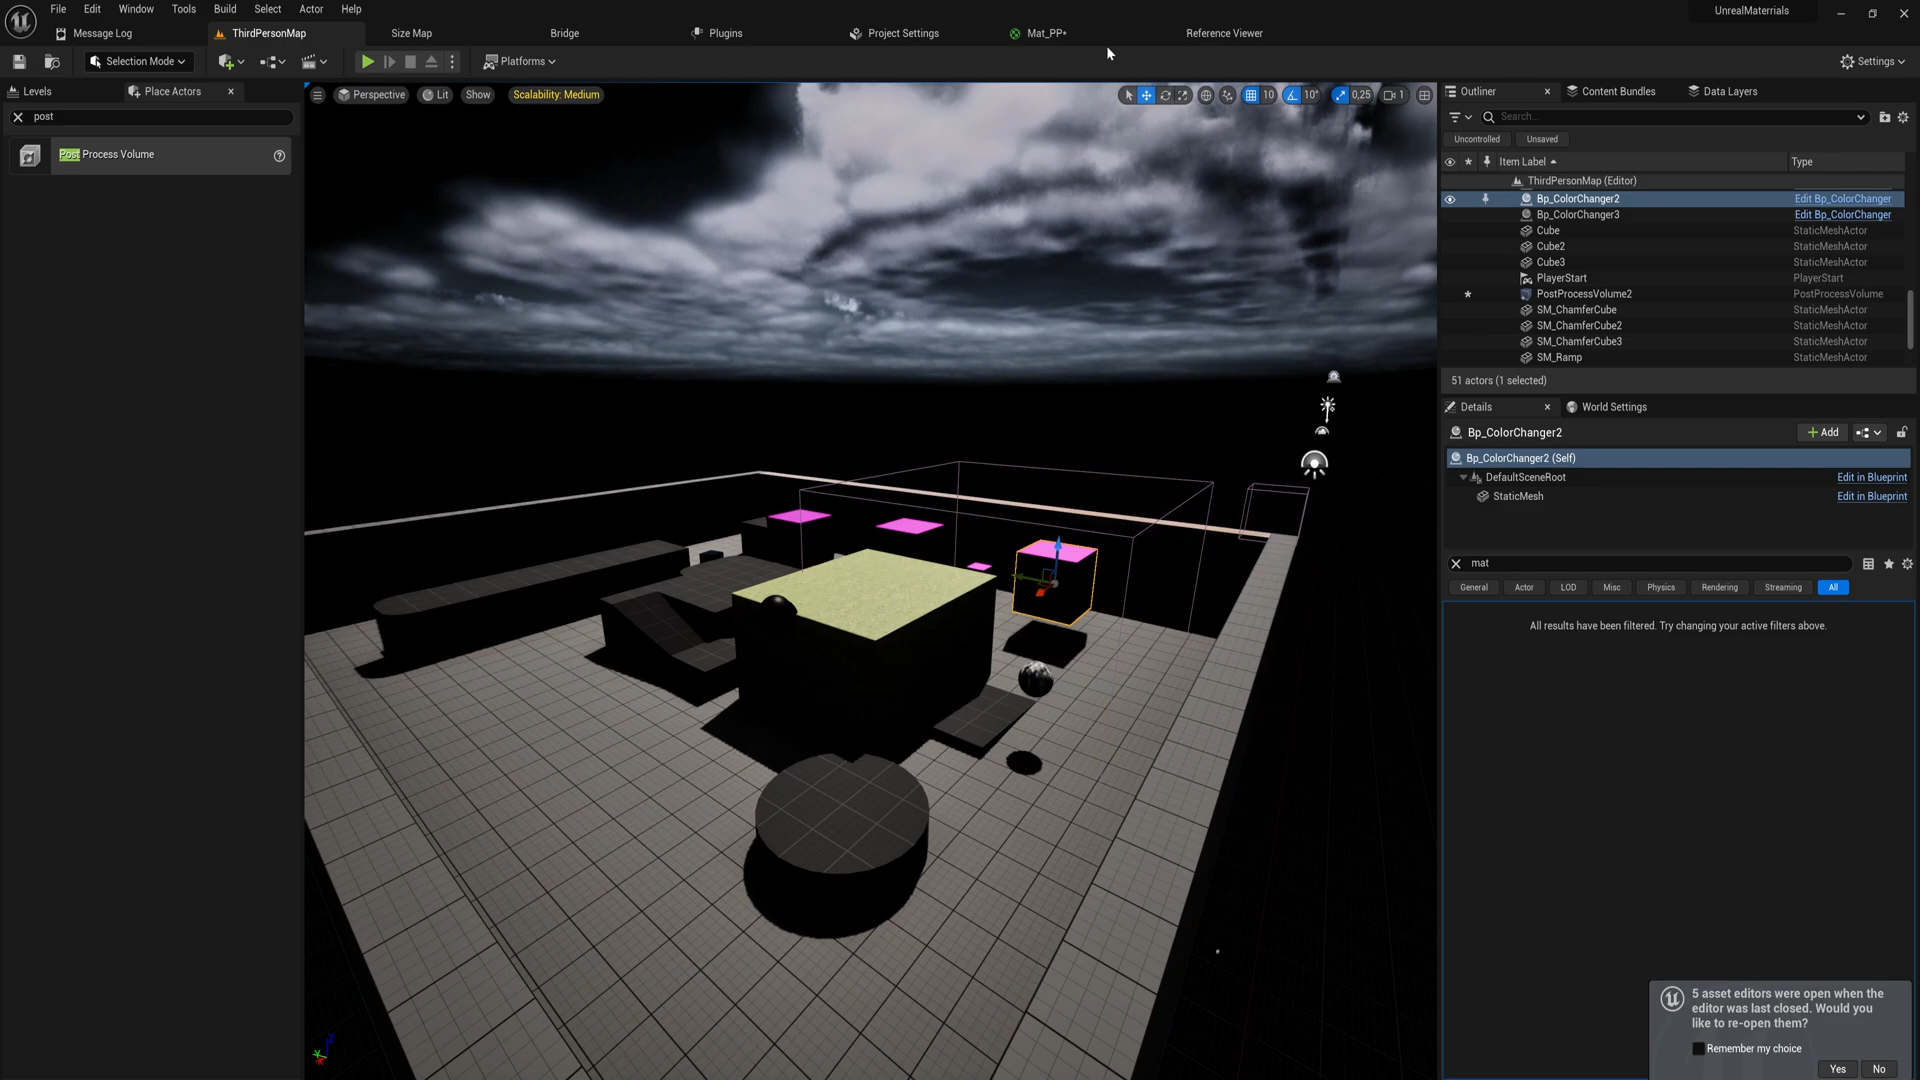 File Edit Window Tools Build Select Actor Help
UnrealMaterials
Message Log
ThirdPersonMap
Size Map
Bridge
Plugins
Project Settings
Mat_PP*
Reference Viewer
Selection Mode
Platforms
Settings
Levels
Place Actors
post
Post Process Volume
Perspective
Lit
Show
Scalability: Medium
10
10°
0,25
1
Outliner
Content Bundles
Data Layers
Search...
Uncontrolled
Unsaved
Item Label
Type
ThirdPersonMap (Editor)
Bp_ColorChanger2 Edit Bp_ColorChanger
Bp_ColorChanger3 Edit Bp_ColorChanger
Cube StaticMeshActor
Cube2 StaticMeshActor
Cube3 StaticMeshActor
PlayerStart PlayerStart
PostProcessVolume2 PostProcessVolume
SM_ChamferCube StaticMeshActor
SM_ChamferCube2 StaticMeshActor
SM_ChamferCube3 StaticMeshActor
SM_Ramp StaticMeshActor
51 actors (1 selected)
Details
World Settings
Bp_ColorChanger2
Add
Bp_ColorChanger2 (Self)
DefaultSceneRoot Edit in Blueprint
StaticMesh Edit in Blueprint
mat
General Actor LOD Misc Physics Rendering Streaming All
All results have been filtered. Try changing your active filters above.
5 asset editors were open when the
editor was last closed. Would you
like to re-open them?
Remember my choice
Yes No